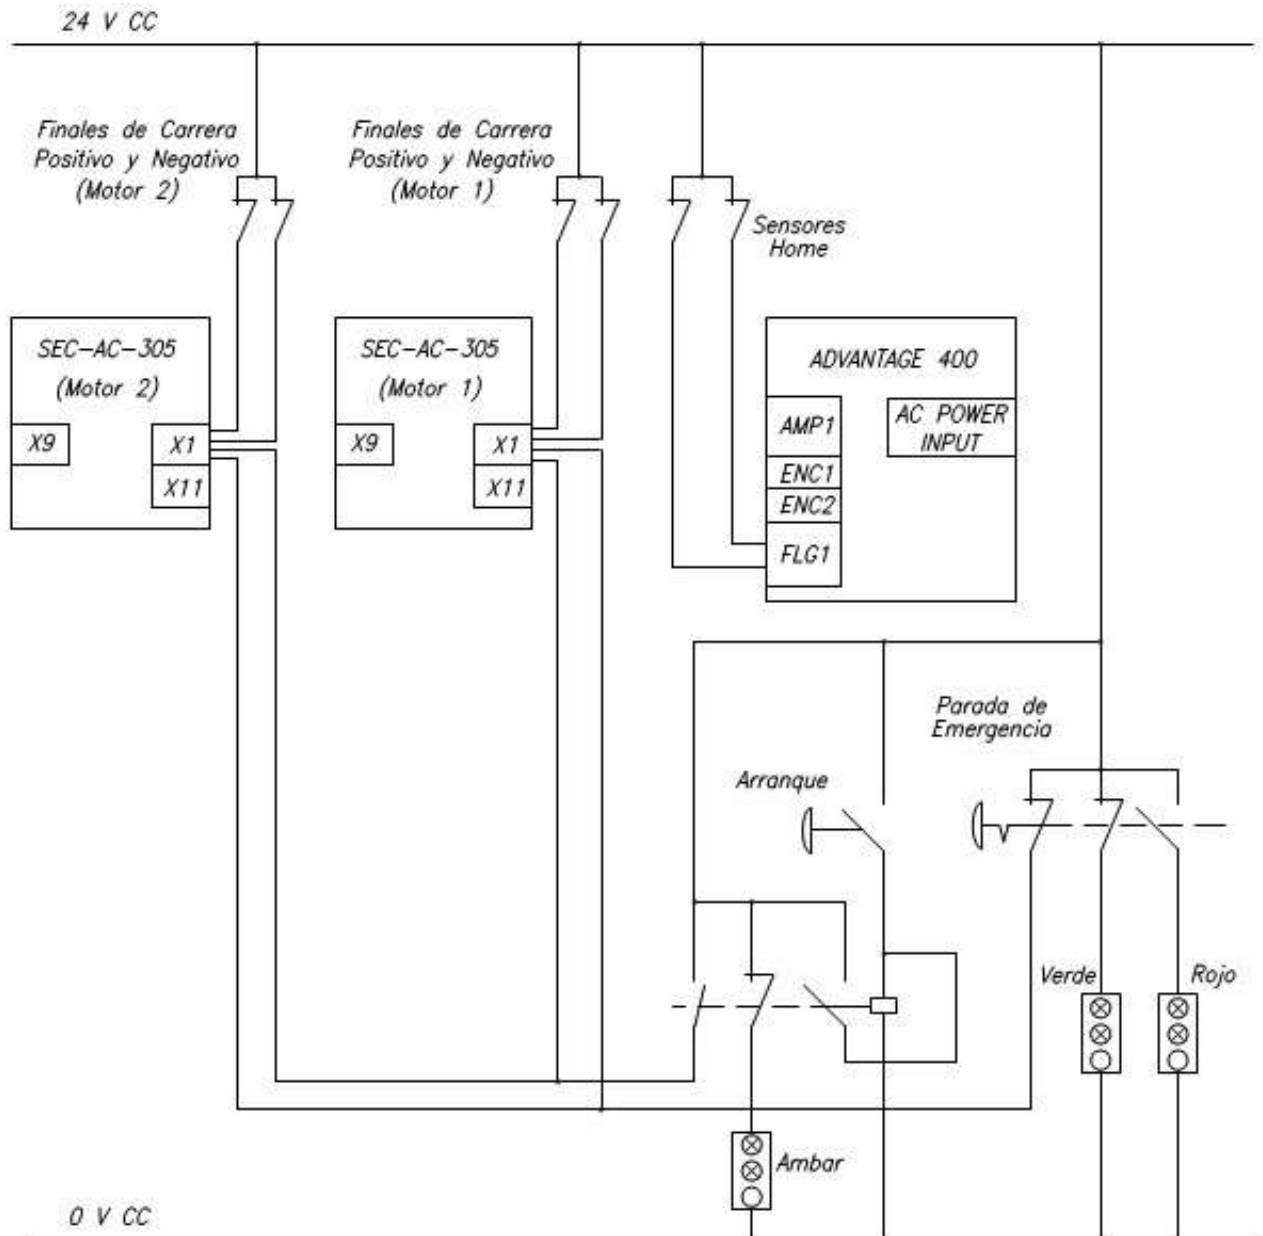 24 V CC
Finales de Carrera
Positivo y Negativo
(Motor 2)
Finales de Carrera
Positivo y Negativo
(Motor 1)
Sensores
Home
SEC-AC-305
(Motor 2)
X9
X1
X11
SEC-AC-305
(Motor 1)
X9
X1
X11
ADVANTAGE 400
AMP1
ENC1
ENC2
FLG1
AC POWER
INPUT
Parada de
Emergencia
Arranque
Verde
Rojo
Ambar
0 V CC